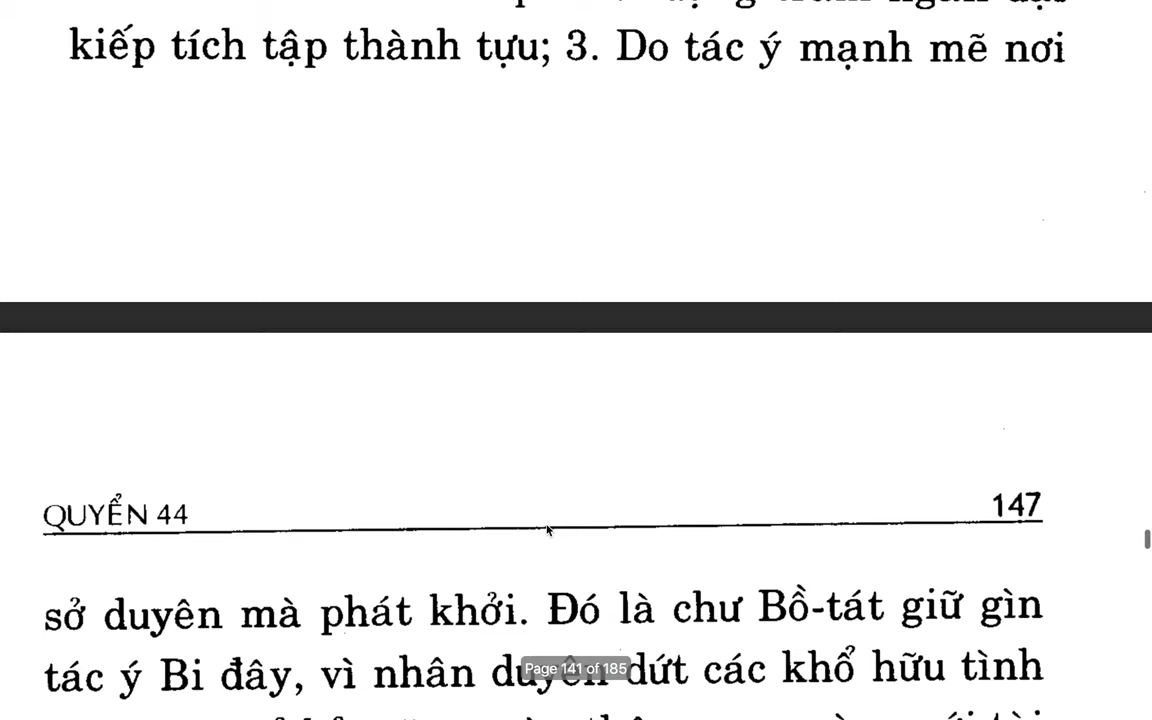 kiếp tích tập thành tựu; 3. Do tác ý mạnh mẽ nơi
QUYỂN 44 147
sở duyên mà phát khởi. Đó là chư Bồ-tát giữ gìn
tác ý Bi đây, vì nhân duyên dứt các khổ hữu tình
Page 141 of 185